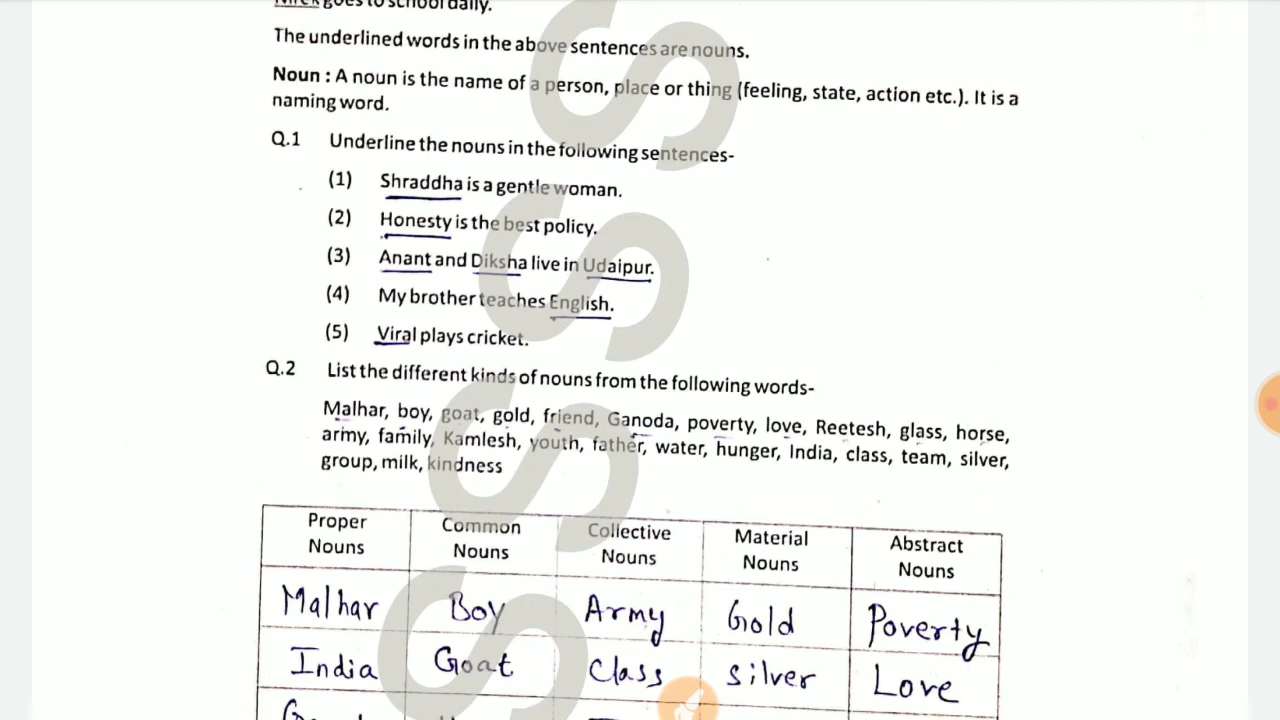 goes to school daily.
The underlined words in the above sentences are nouns.
Noun : A noun is the name of a person, place or thing (feeling, state, action etc.). It is a
naming word.
Q.1 Underline the nouns in the following sentences-
(1) Shraddha is a gentle woman.
(2) Honesty is the best policy.
(3) Anant and Diksha live in Udaipur.
(4) My brother teaches English.
(5) Viral plays cricket.
Q.2 List the different kinds of nouns from the following words-
Malhar, boy, goat, gold, friend, Ganoda, poverty, love, Reetesh, glass, horse,
army, family, Kamlesh, youth, father, water, hunger, India, class, team, silver,
group, milk, kindness
Proper Nouns Common Nouns Collective Nouns Material Nouns Abstract Nouns
Malhar Boy Army Gold Poverty
India Goat Class Silver Love
SSSS